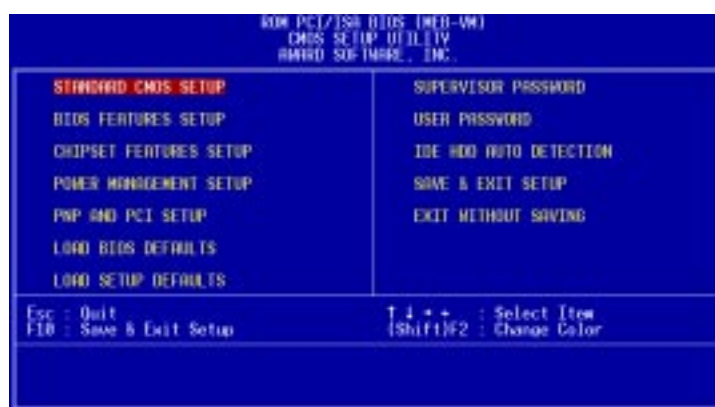 ROM PCI/ISA BIOS (WEB-VM)
CMOS SETUP UTILITY
AWARD SOFTWARE, INC.
STANDARD CMOS SETUP
BIOS FEATURES SETUP
CHIPSET FEATURES SETUP
POWER MANAGEMENT SETUP
PNP AND PCI SETUP
LOAD BIOS DEFAULTS
LOAD SETUP DEFAULTS
SUPERVISOR PASSWORD
USER PASSWORD
IDE HDD AUTO DETECTION
SAVE & EXIT SETUP
EXIT WITHOUT SAVING
Esc : Quit
F10 : Save & Exit Setup
↑ ↓ → ← : Select Item
(Shift)F2 : Change Color